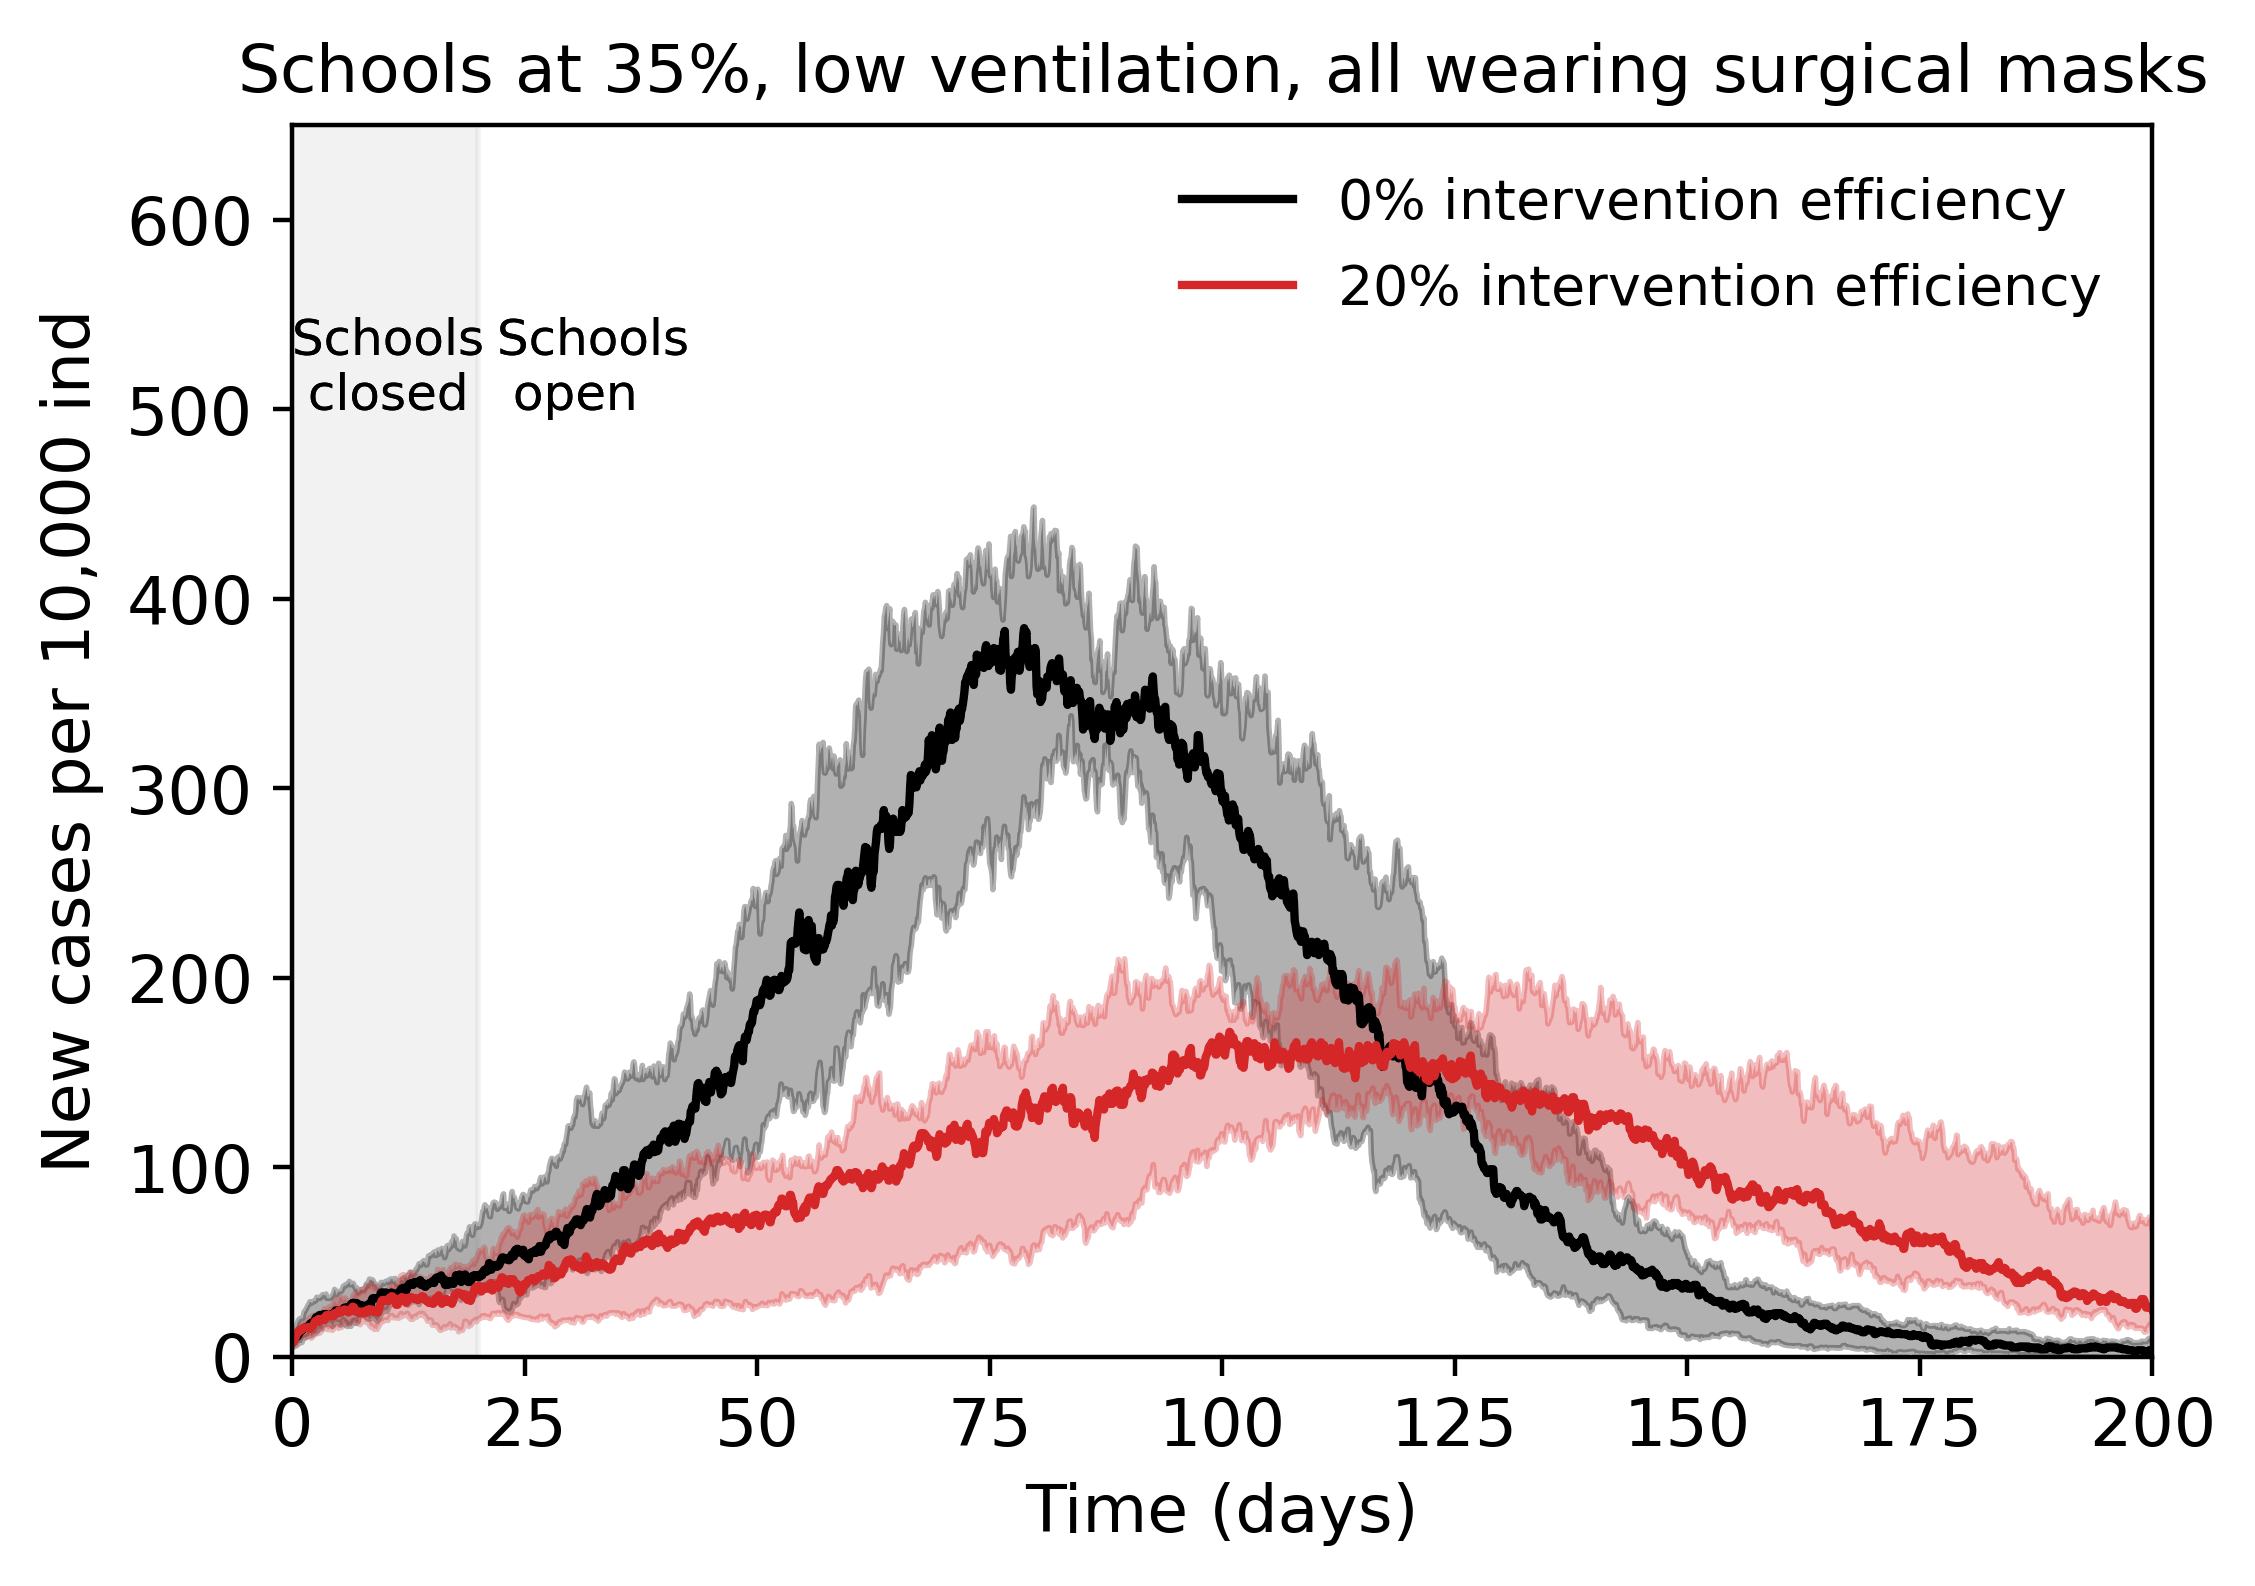 Schools at 35%, low ventilation, all wearing surgical masks
0% intervention efficiency
20% intervention efficiency
Schools closed
Schools open
New cases per 10,000 ind
600
500
400
300
200
100
0
0 25 50 75 100 125 150 175 200
Time (days)